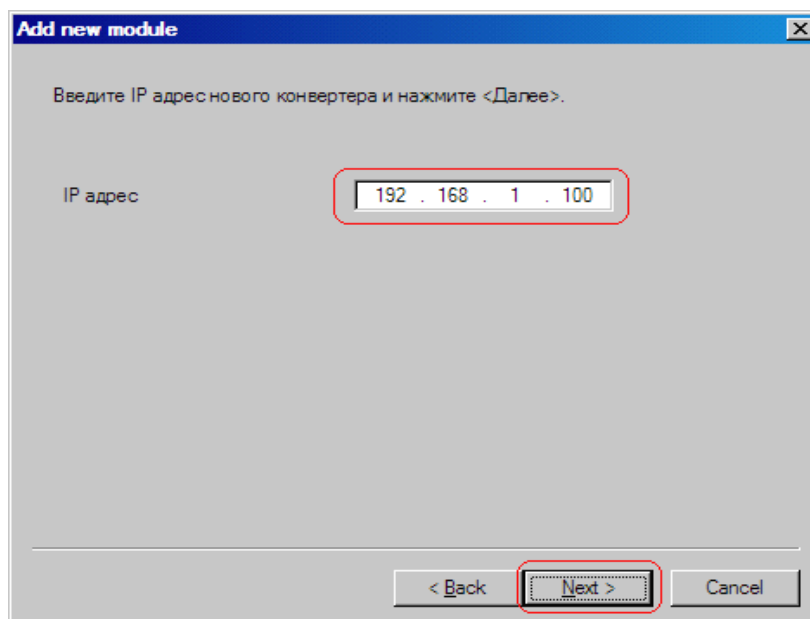 Add new module
Введите IP адрес нового конвертера и нажмите <Далее>.
IP адрес 192 . 168 . 1 . 100
< Back Next > Cancel